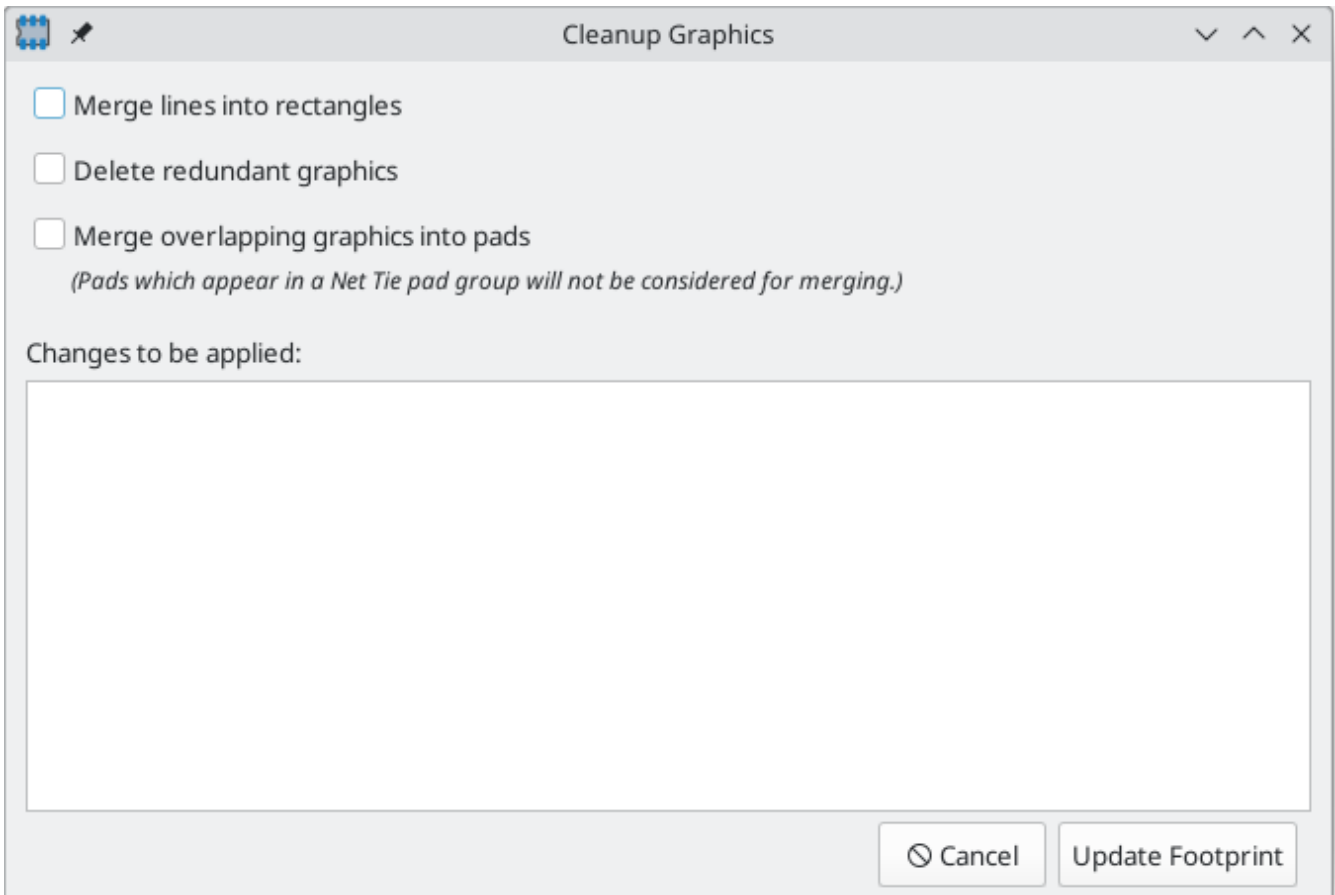 Cleanup Graphics
Merge lines into rectangles
Delete redundant graphics
Merge overlapping graphics into pads
(Pads which appear in a Net Tie pad group will not be considered for merging.)
Changes to be applied:
Cancel
Update Footprint